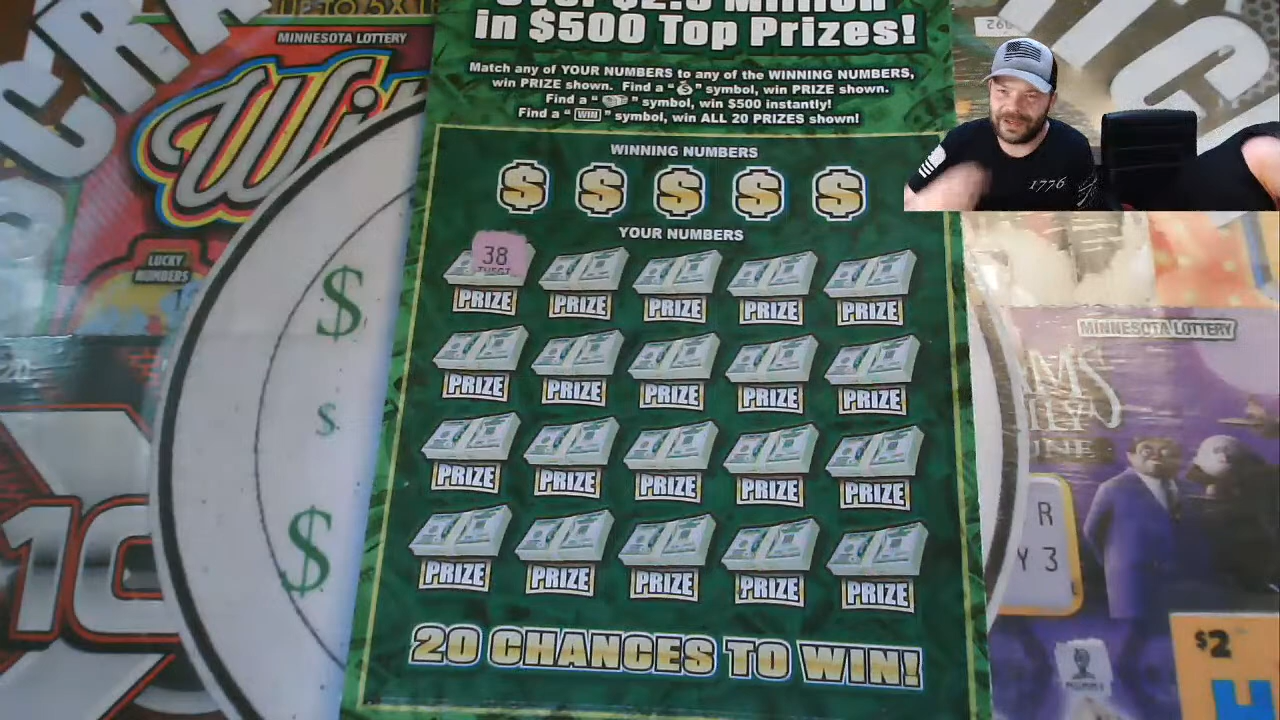 in $500 Top Prizes!
Match any of YOUR NUMBERS to any of the WINNING NUMBERS,
win PRIZE shown. Find a " " symbol, win PRIZE shown.
Find a " " symbol, win $500 instantly!
Find a " WIN " symbol, win ALL 20 PRIZES shown!
WINNING NUMBERS
$ $ $ $ $
YOUR NUMBERS
38
PRIZE PRIZE PRIZE PRIZE PRIZE
PRIZE PRIZE PRIZE PRIZE PRIZE
PRIZE PRIZE PRIZE PRIZE PRIZE
PRIZE PRIZE PRIZE PRIZE PRIZE
20 CHANCES TO WIN!
MINNESOTA LOTTERY
LUCKY
NUMBERS
$
$
$
10
1776
MINNESOTA LOTTERY
R
Y 3
$2